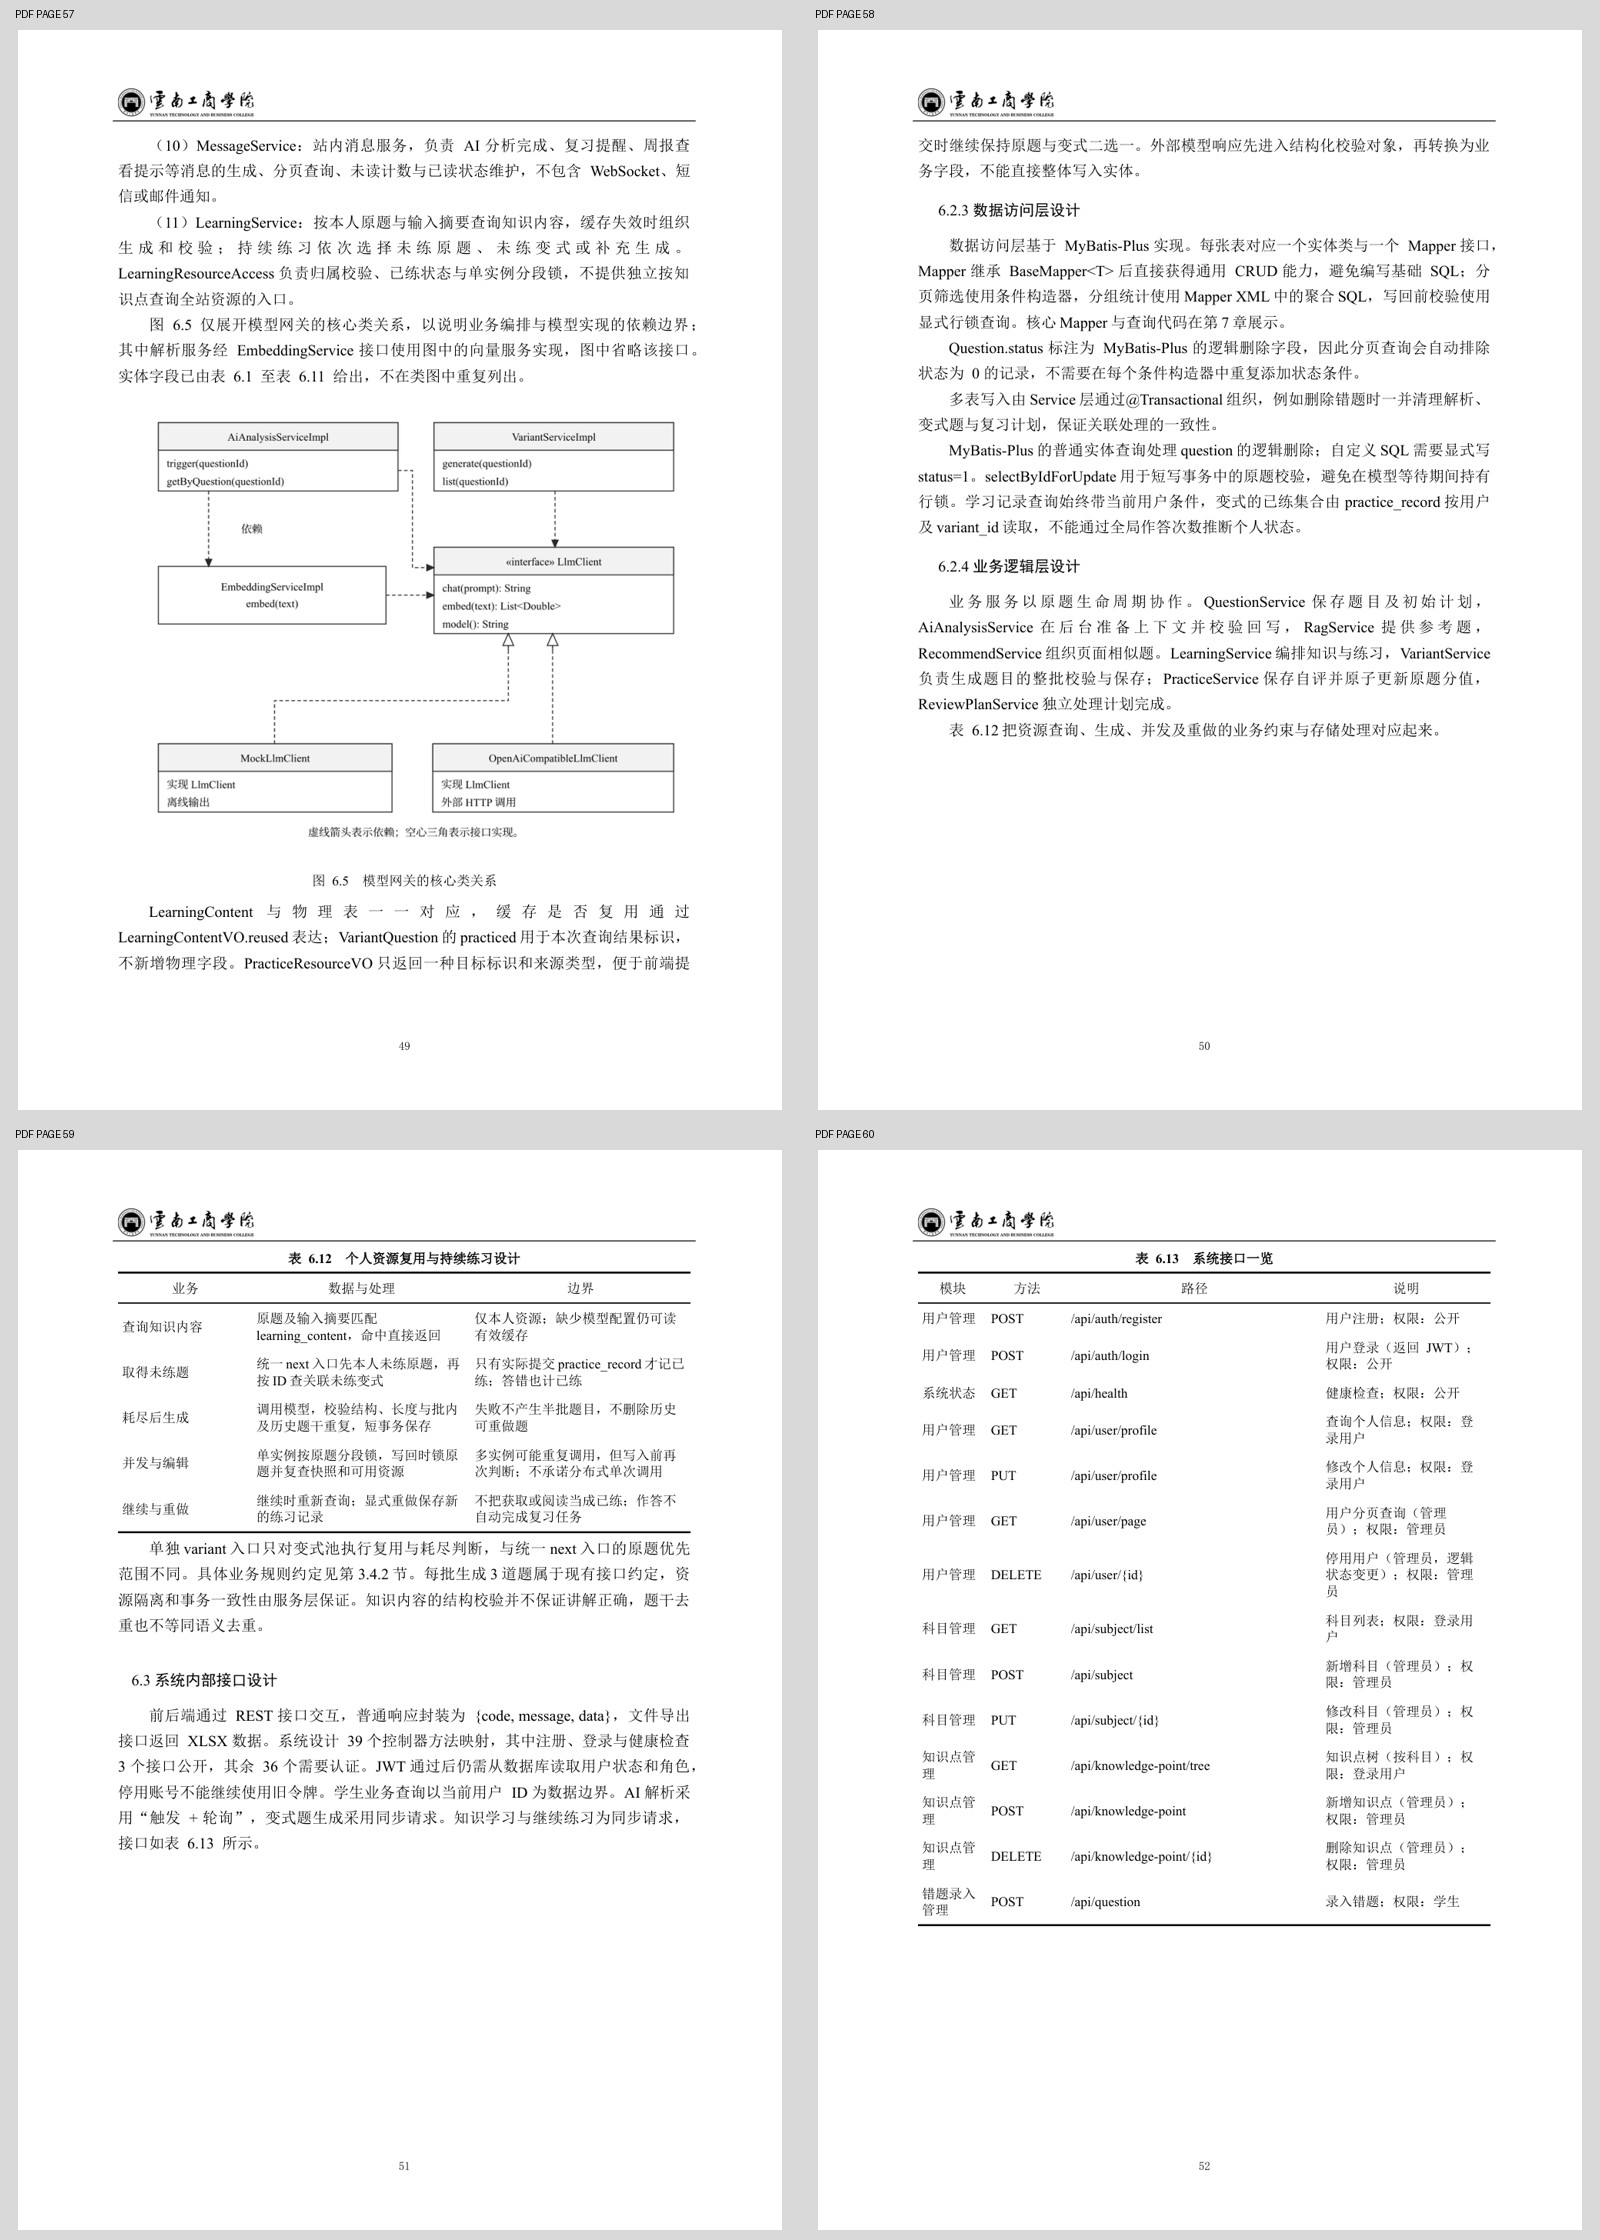 PDF PAGE 57
雲南工商學院
YUNNAN TECHNOLOGY AND BUSINESS COLLEGE
（10）MessageService：站内消息服务，负责 AI 分析完成、复习提醒、周报查
看提示等消息的生成、分页查询、未读计数与已读状态维护，不包含 WebSocket、短
信或邮件通知。
（11）LearningService：按本人原题与输入摘要查询知识内容，缓存失效时组织
生成和校验；持续练习依次选择未练原题、未练变式或补充生成。
LearningResourceAccess 负责归属校验、已练状态与单实例分段锁，不提供独立按知
识点查询全站资源的入口。
图 6.5 仅展开模型网关的核心类关系，以说明业务编排与模型实现的依赖边界；
其中解析服务经 EmbeddingService 接口使用图中的向量服务实现，图中省略该接口。
实体字段已由表 6.1 至表 6.11 给出，不在类图中重复列出。
AiAnalysisServiceImpl
trigger(questionId)
getByQuestion(questionId)
VariantServiceImpl
generate(questionId)
list(questionId)
依赖
EmbeddingServiceImpl
embed(text)
«interface» LlmClient
chat(prompt): String
embed(text): List<Double>
model(): String
MockLlmClient
实现 LlmClient
离线输出
OpenAiCompatibleLlmClient
实现 LlmClient
外部 HTTP 调用
虚线箭头表示依赖；空心三角表示接口实现。
图 6.5 模型网关的核心类关系
LearningContent 与物理表一一对应，缓存是否复用通过
LearningContentVO.reused 表达；VariantQuestion 的 practiced 用于本次查询结果标识，
不新增物理字段。PracticeResourceVO 只返回一种目标标识和来源类型，便于前端提
49
PDF PAGE 58
雲南工商學院
YUNNAN TECHNOLOGY AND BUSINESS COLLEGE
交时继续保持原题与变式二选一。外部模型响应先进入结构化校验对象，再转换为业
务字段，不能直接整体写入实体。
6.2.3 数据访问层设计
数据访问层基于 MyBatis-Plus 实现。每张表对应一个实体类与一个 Mapper 接口，
Mapper 继承 BaseMapper<T> 后直接获得通用 CRUD 能力，避免编写基础 SQL；分
页筛选使用条件构造器，分组统计使用 Mapper XML 中的聚合 SQL，写回前校验使用
显式行锁查询。核心 Mapper 与查询代码在第 7 章展示。
Question.status 标注为 MyBatis-Plus 的逻辑删除字段，因此分页查询会自动排除
状态为 0 的记录，不需要在每个条件构造器中重复添加状态条件。
多表写入由 Service 层通过@Transactional 组织，例如删除错题时一并清理解析、
变式题与复习计划，保证关联处理的一致性。
MyBatis-Plus 的普通实体查询处理 question 的逻辑删除；自定义 SQL 需要显式写
status=1。selectByIdForUpdate 用于短写事务中的原题校验，避免在模型等待期间持有
行锁。学习记录查询始终带当前用户条件，变式的已练集合由 practice_record 按用户
及 variant_id 读取，不能通过全局作答次数推断个人状态。
6.2.4 业务逻辑层设计
业务服务以原题生命周期协作。QuestionService 保存题目及初始计划，
AiAnalysisService 在后台准备上下文并校验回写，RagService 提供参考题，
RecommendService 组织页面相似题。LearningService 编排知识与练习，VariantService
负责生成题目的整批校验与保存；PracticeService 保存自评并原子更新原题分值，
ReviewPlanService 独立处理计划完成。
表 6.12 把资源查询、生成、并发及重做的业务约束与存储处理对应起来。
50
PDF PAGE 59
雲南工商學院
YUNNAN TECHNOLOGY AND BUSINESS COLLEGE
表 6.12 个人资源复用与持续练习设计
业务 数据与处理 边界
查询知识内容 原题及输入摘要匹配 仅本人资源；缺少模型配置仍可读
learning_content，命中直接返回 有效缓存
取得未练题 统一 next 入口先本人未练原题，再 只有实际提交 practice_record 才记已
按 ID 查关联未练变式 练；答错也计已练
耗尽后生成 调用模型，校验结构、长度与批内 失败不产生半批题目，不删除历史
及历史题干重复，短事务保存 可重做题
并发与编辑 单实例按原题分段锁，写回时锁原 多实例可能重复调用，但写入前再
题并复查快照和可用资源 次判断；不承诺分布式单次调用
继续与重做 继续时重新查询；显式重做保存新 不把获取或阅读当成已练；作答不
的练习记录 自动完成复习任务
单独 variant 入口只对变式池执行复用与耗尽判断，与统一 next 入口的原题优先
范围不同。具体业务规则约定见第 3.4.2 节。每批生成 3 道题属于现有接口约定，资
源隔离和事务一致性由服务层保证。知识内容的结构校验并不保证讲解正确，题干去
重也不等同语义去重。
6.3 系统内部接口设计
前后端通过 REST 接口交互，普通响应封装为 {code, message, data}，文件导出
接口返回 XLSX 数据。系统设计 39 个控制器方法映射，其中注册、登录与健康检查
3 个接口公开，其余 36 个需要认证。JWT 通过后仍需从数据库读取用户状态和角色，
停用账号不能继续使用旧令牌。学生业务查询以当前用户 ID 为数据边界。AI 解析采
用“触发 + 轮询”，变式题生成采用同步请求。知识学习与继续练习为同步请求，
接口如表 6.13 所示。
51
PDF PAGE 60
雲南工商學院
YUNNAN TECHNOLOGY AND BUSINESS COLLEGE
表 6.13 系统接口一览
模块 方法 路径 说明
用户管理 POST /api/auth/register 用户注册；权限：公开
用户管理 POST /api/auth/login 用户登录（返回 JWT）；
权限：公开
系统状态 GET /api/health 健康检查；权限：公开
用户管理 GET /api/user/profile 查询个人信息；权限：登
录用户
用户管理 PUT /api/user/profile 修改个人信息；权限：登
录用户
用户管理 GET /api/user/page 用户分页查询（管理
员）；权限：管理员
用户管理 DELETE /api/user/{id} 停用用户（管理员，逻辑
状态变更）；权限：管理
员
科目管理 GET /api/subject/list 科目列表；权限：登录用
户
科目管理 POST /api/subject 新增科目（管理员）；权
限：管理员
科目管理 PUT /api/subject/{id} 修改科目（管理员）；权
限：管理员
知识点管 GET /api/knowledge-point/tree 知识点树（按科目）；权
理 限：登录用户
知识点管 POST /api/knowledge-point 新增知识点（管理员）；
理 权限：管理员
知识点管 DELETE /api/knowledge-point/{id} 删除知识点（管理员）；
理 权限：管理员
错题录入 POST /api/question 录入错题；权限：学生
管理
52